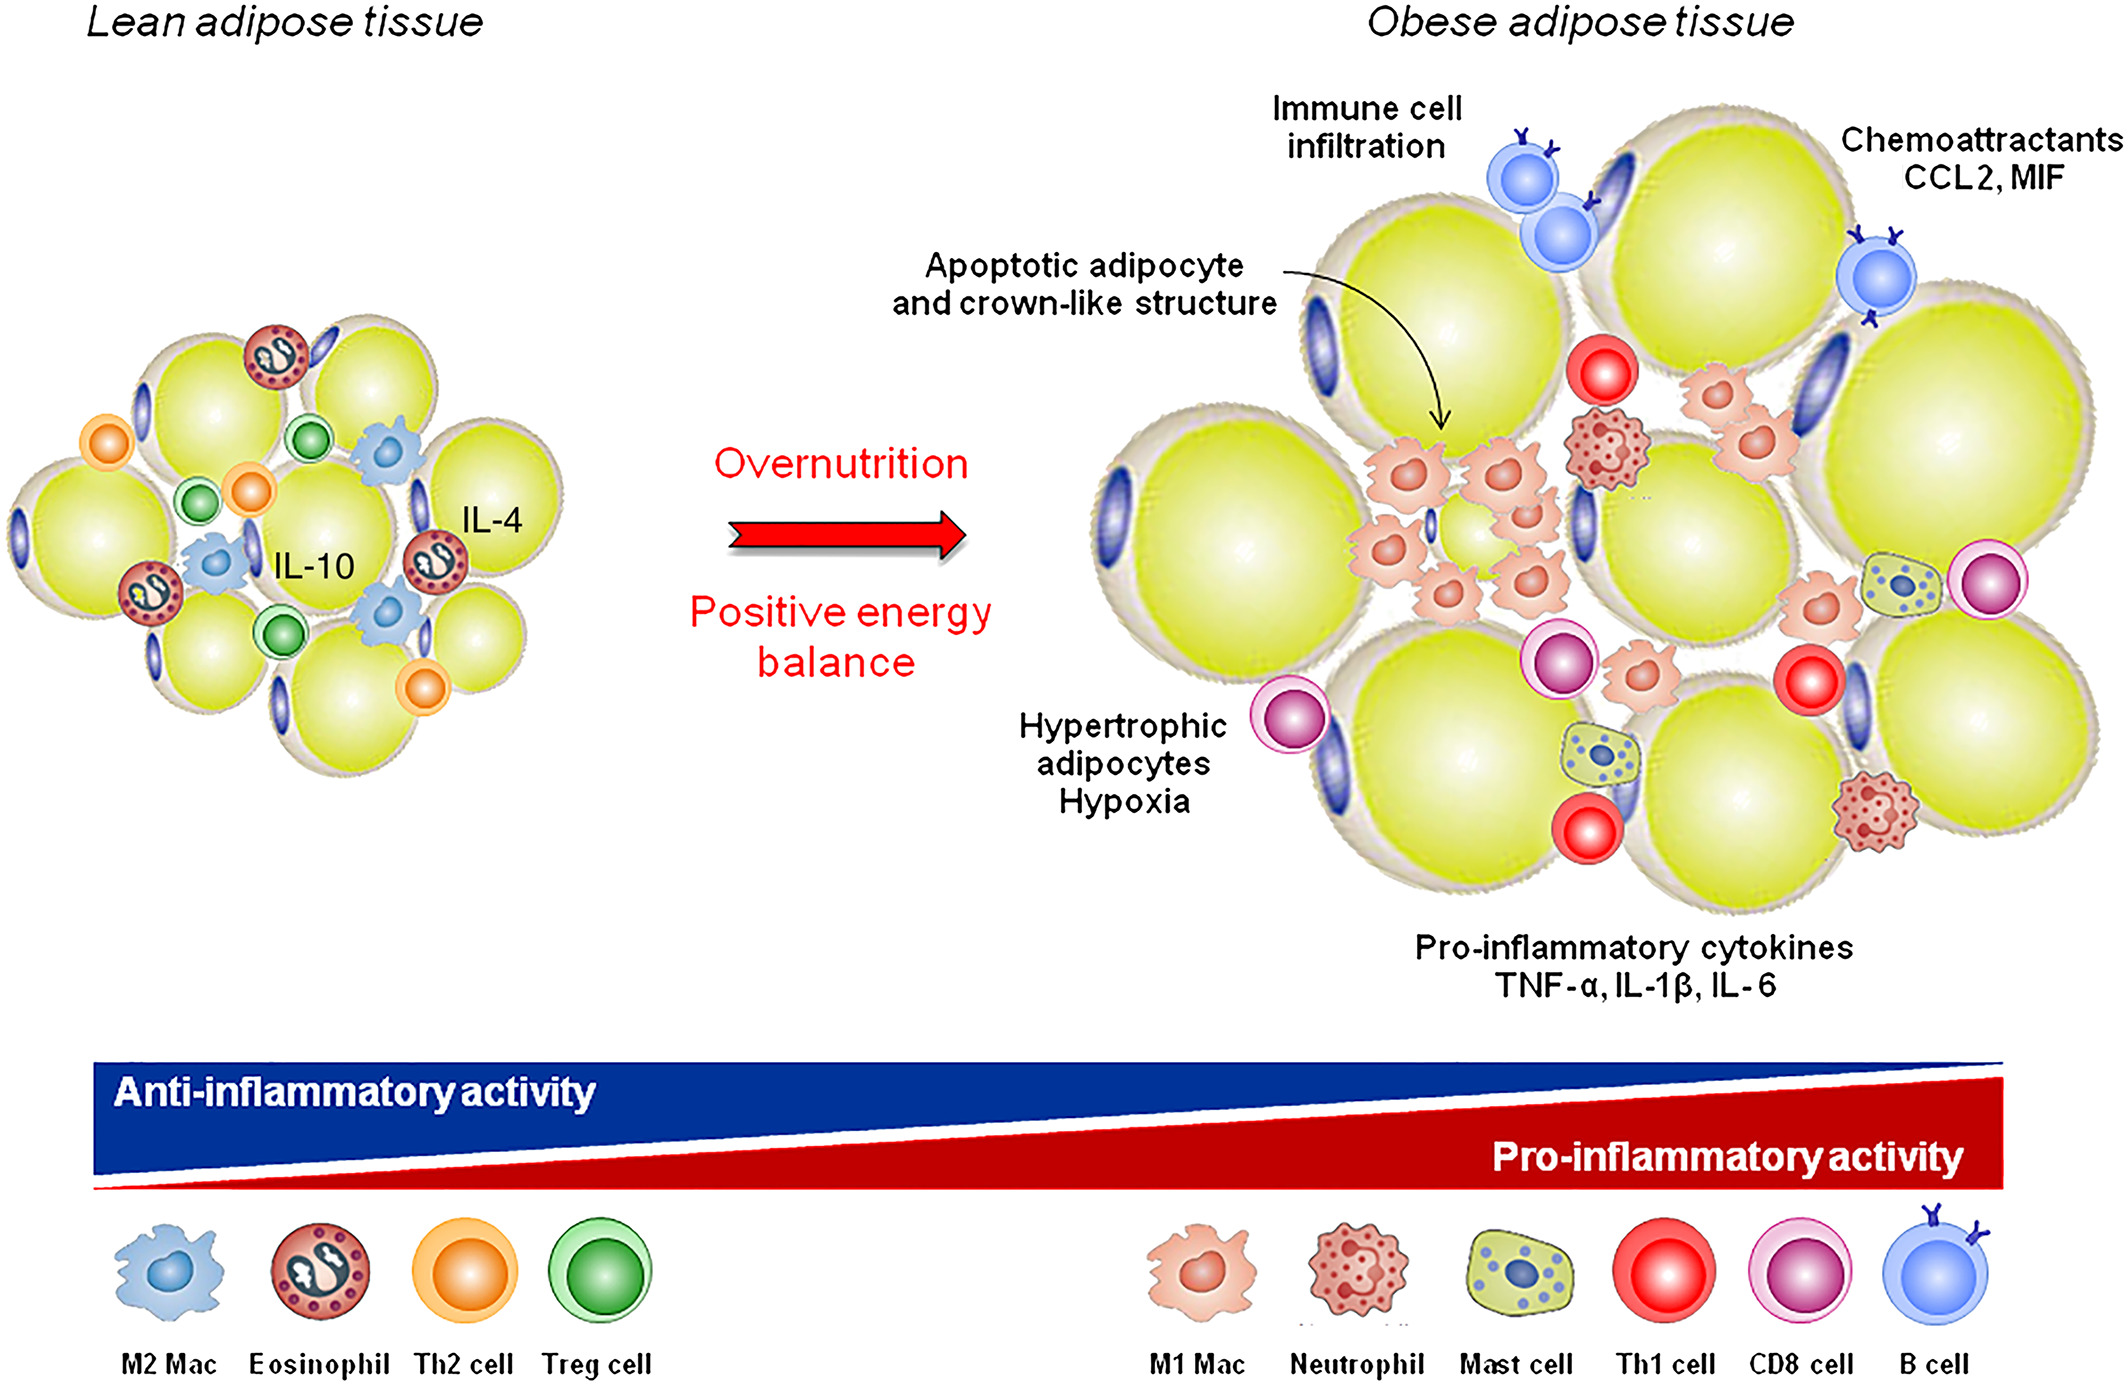 Lean adipose tissue
Obese adipose tissue
Immune cell
infiltration
Chemoattractants
CCL2, MIF
Apoptotic adipocyte
and crown-like structure
Overnutrition
Positive energy
balance
IL-4
IL-10
Hypertrophic
adipocytes
Hypoxia
Pro-inflammatory cytokines
TNF-α, IL-1β, IL-6
Anti-inflammatory activity
Pro-inflammatory activity
M2 Mac
Eosinophil
Th2 cell
Treg cell
M1 Mac
Neutrophil
Mast cell
Th1 cell
CD8 cell
B cell